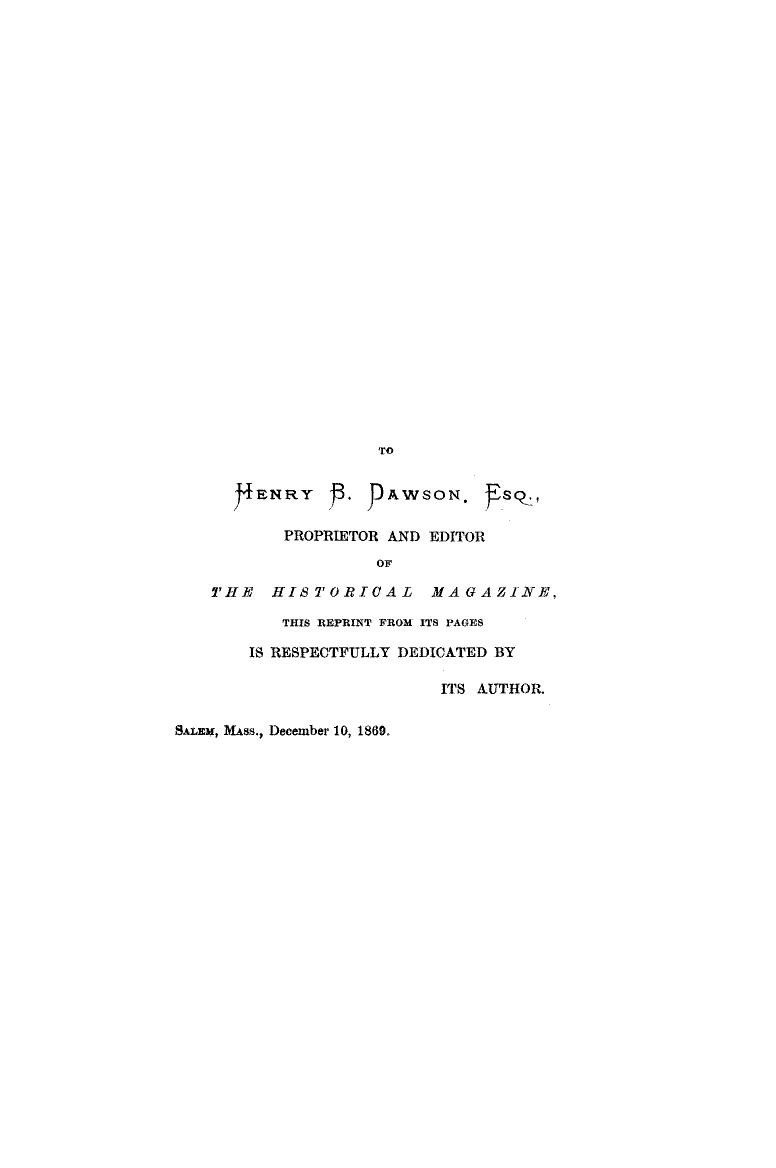 TO
HENRY B. DAWSON, ESQ.,
PROPRIETOR AND EDITOR
OF
THE HISTORICAL MAGAZINE,
THIS REPRINT FROM ITS PAGES
IS RESPECTFULLY DEDICATED BY
ITS AUTHOR.
SALEM, MASS., December 10, 1869.